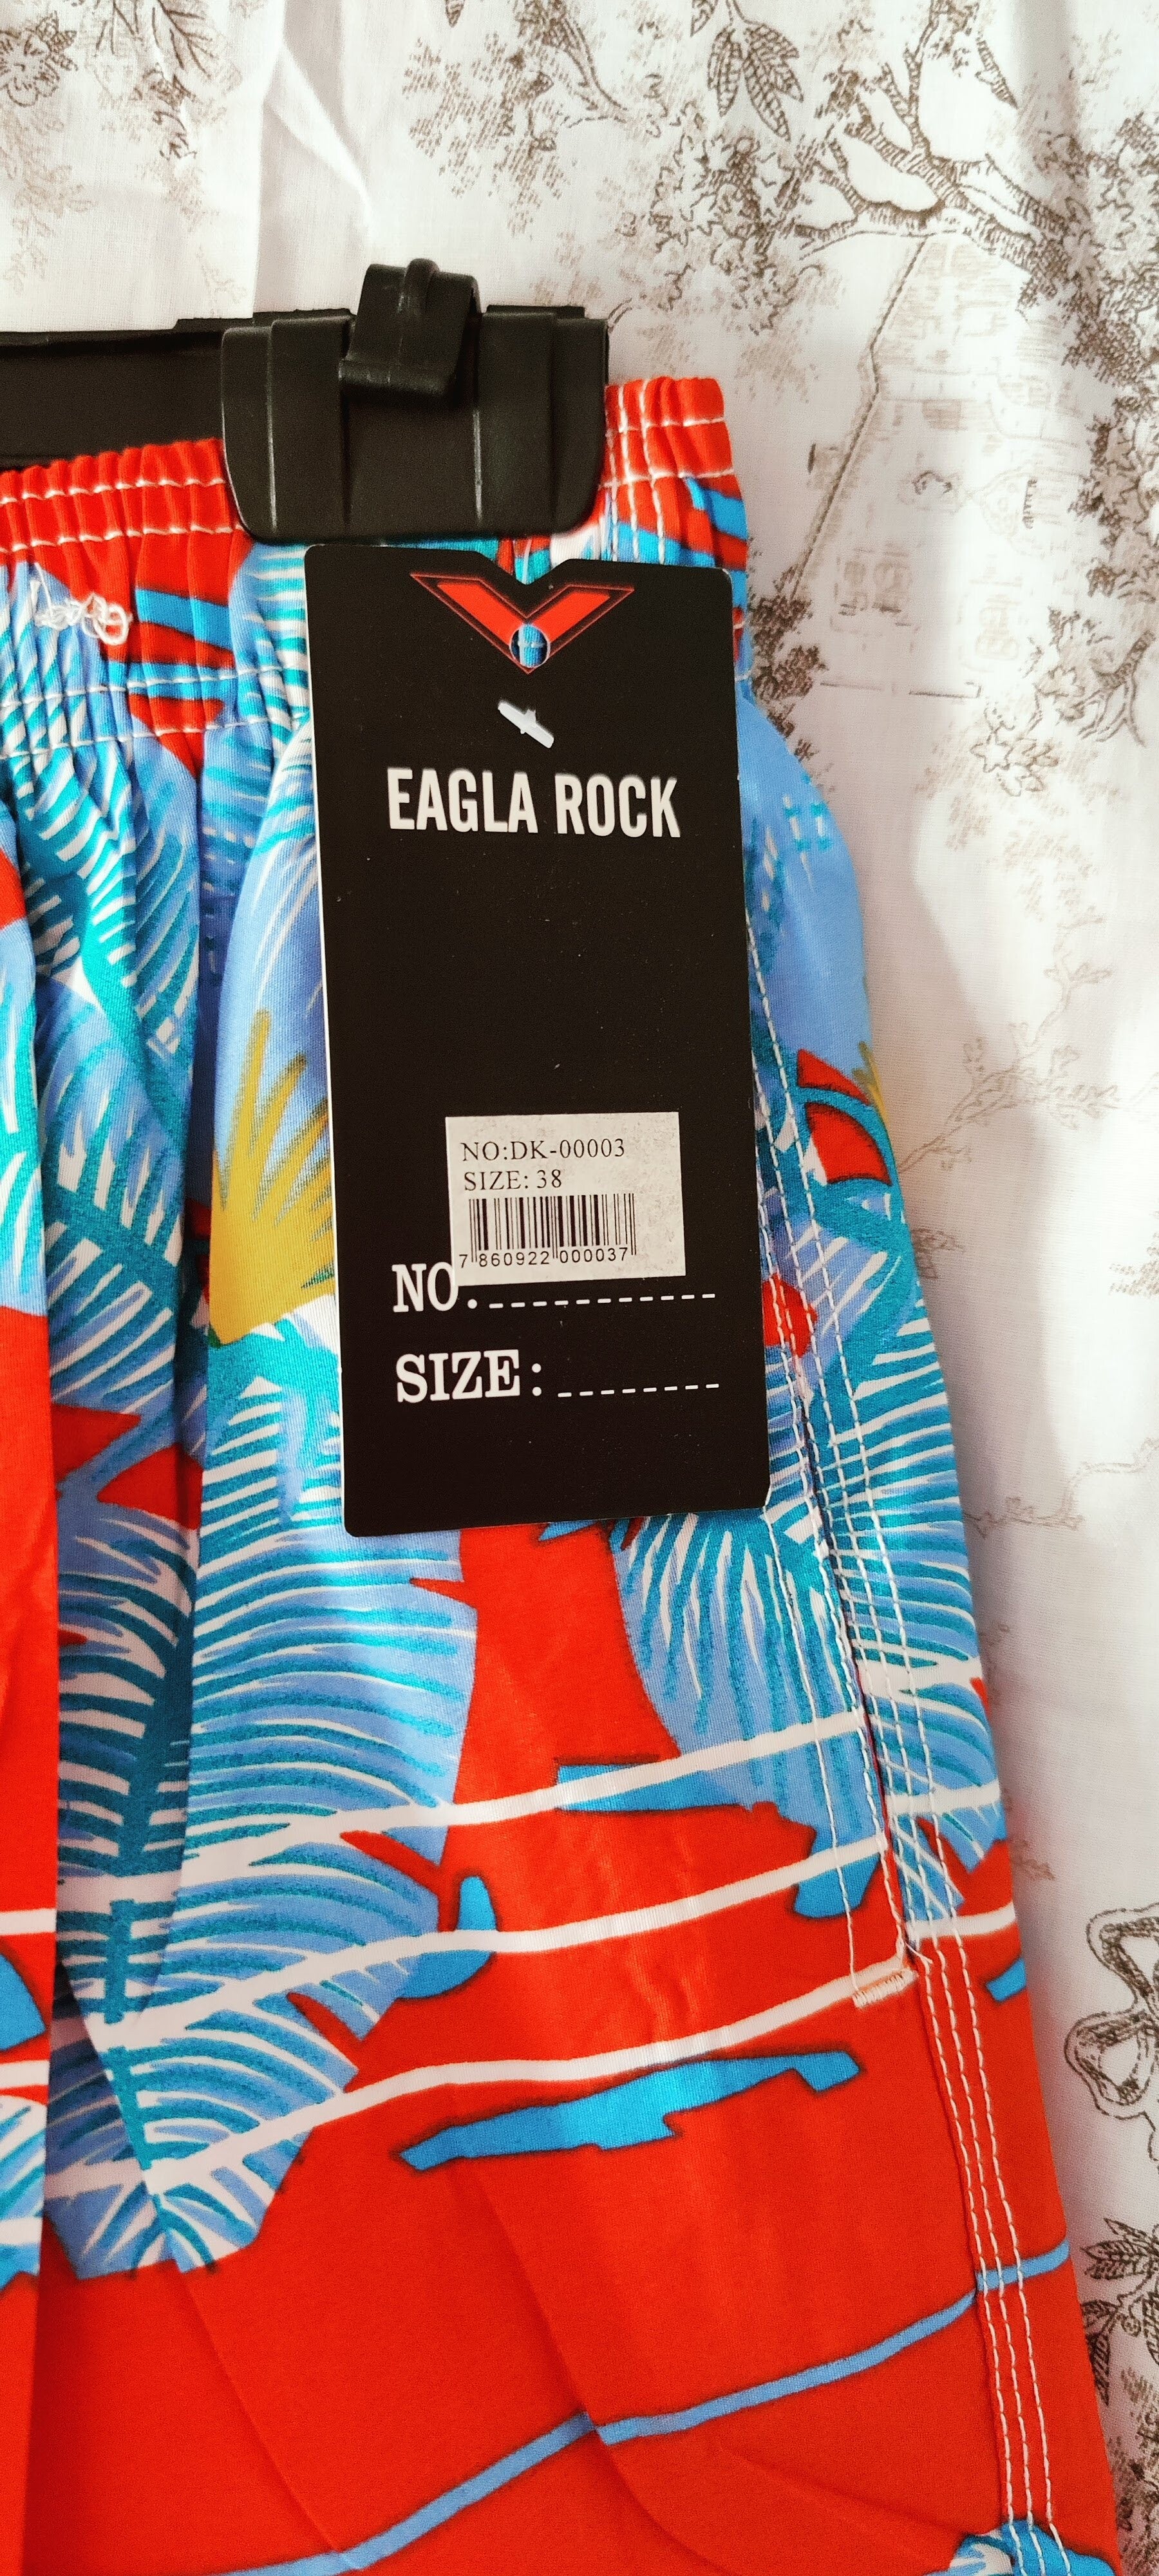 EAGLA ROCK
NO:DK-00003
SIZE: 38
7 860922 000037
NO.
SIZE: